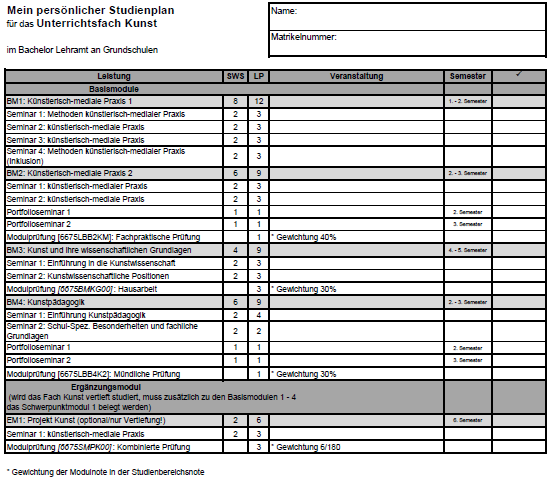 Mein persönlicher Studienplan
für das Unterrichtsfach Kunst
im Bachelor Lehramt an Grundschulen
Name:
Matrikelnummer:
Leistung SWS LP Veranstaltung Semester ✓
Basismodule
BM1: Künstlerisch-mediale Praxis 1 8 12 1. - 2. Semester
Seminar 1: Methoden künstlerisch-medialer Praxis 2 3
Seminar 2: künstlerisch-mediale Praxis 2 3
Seminar 3: künstlerisch-mediale Praxis 2 3
Seminar 4: Methoden künstlerisch-medialer Praxis
(Inklusion) 2 3
BM2: Künstlerisch-mediale Praxis 2 6 9 2. - 3. Semester
Seminar 1: künstlerisch-mediale Praxis 2 3
Seminar 2: künstlerisch-mediale Praxis 2 3
Portfolioseminar 1 1 1 2. Semester
Portfolioseminar 2 1 1 3. Semester
Modulprüfung [6675LBB2KM]: Fachpraktische Prüfung 1 * Gewichtung 40%
BM3: Kunst und ihre wissenschaftlichen Grundlagen 4 9 4. - 5. Semester
Seminar 1: Einführung in die Kunstwissenschaft 2 3
Seminar 2: Kunstwissenschaftliche Positionen 2 3
Modulprüfung [6675BMKG00]: Hausarbeit 3 * Gewichtung 30%
BM4: Kunstpädagogik 6 9 2. - 3. Semester
Seminar 1: Einführung Kunstpädagogik 2 4
Seminar 2: Schul-Spez. Besonderheiten und fachliche
Grundlagen 2 2
Portfolioseminar 1 1 1 2. Semester
Portfolioseminar 2 1 1 3. Semester
Modulprüfung [6675LBB4K2]: Mündliche Prüfung 1 * Gewichtung 30%
Ergänzungsmodul
(wird das Fach Kunst vertieft studiert, muss zusätzlich zu den Basismodulen 1 - 4
das Schwerpunktmodul 1 belegt werden)
EM1: Projekt Kunst (optional/nur Vertiefung!) 2 6 6. Semester
Seminar 1: künstlerisch-mediale Praxis 2 3
Modulprüfung [6675SMPK00]: Kombinierte Prüfung 3 * Gewichtung 6/180
* Gewichtung der Modulnote in der Studienbereichsnote